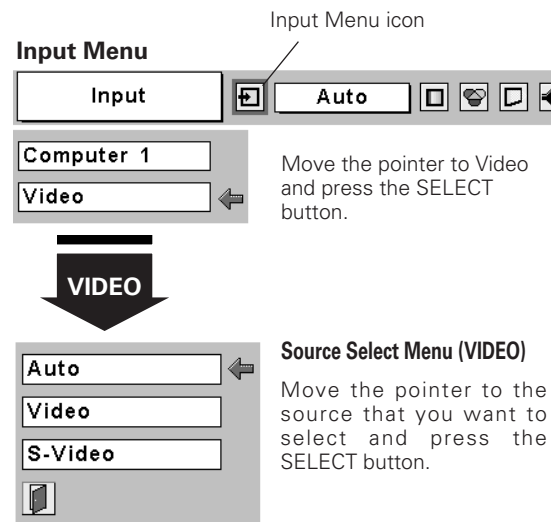 Input Menu icon
Input Menu
Input
Auto
Computer 1
Video
Move the pointer to Video
and press the SELECT
button.
VIDEO
Auto
Video
S-Video
Source Select Menu (VIDEO)
Move the pointer to the
source that you want to
select and press the
SELECT button.